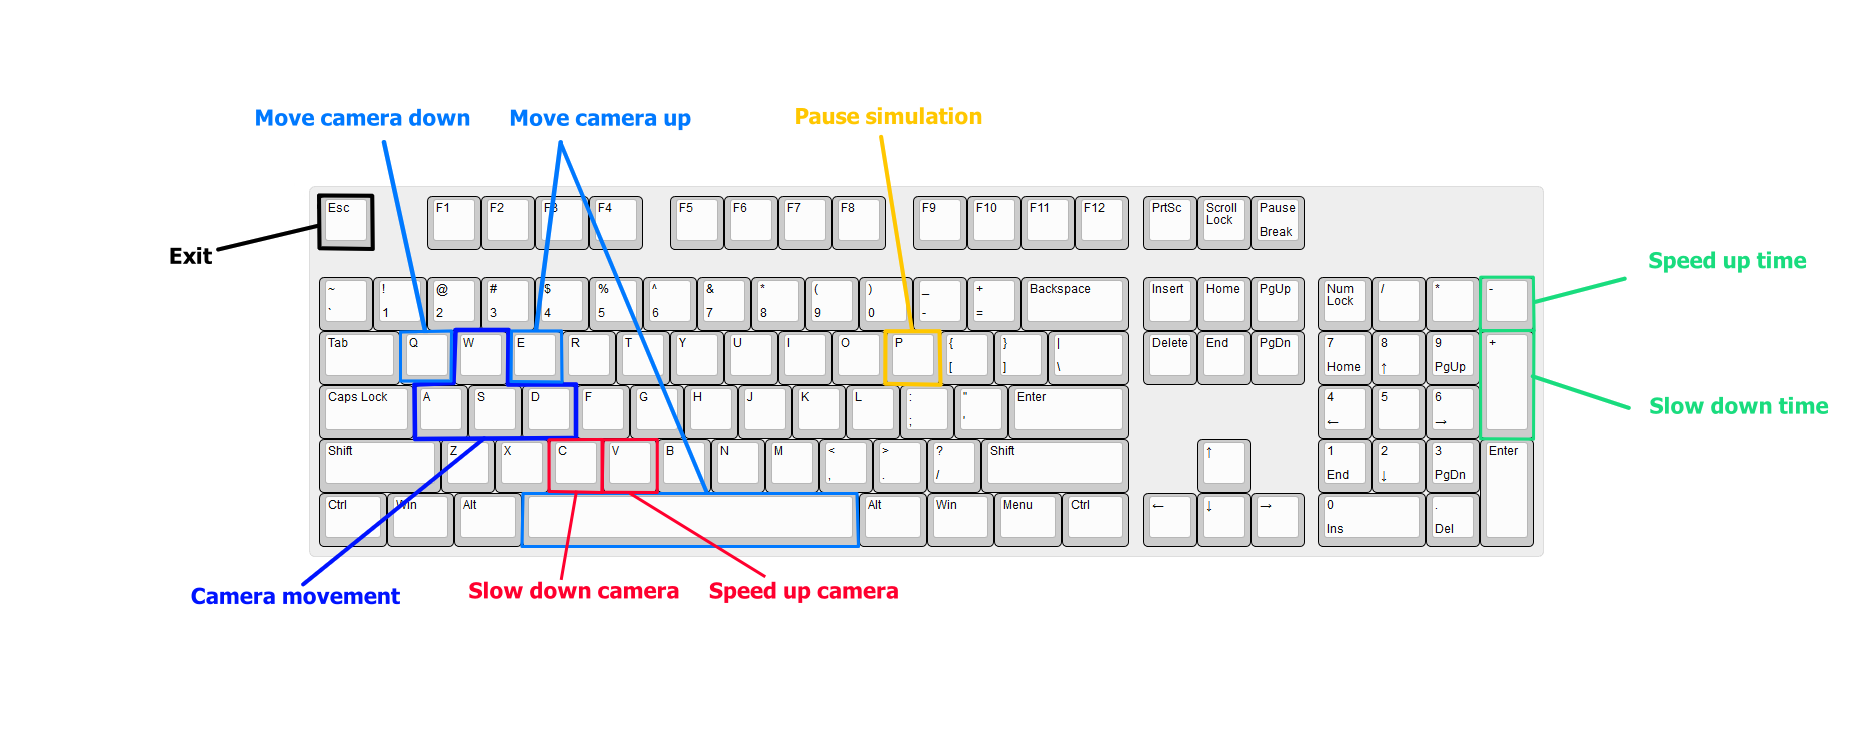 Move camera down Move camera up Pause simulation
Esc F1 F2 F3 F4 F5 F6 F7 F8 F9 F10 F11 F12 PrtSc Scroll Lock Pause Break
Exit
Speed up time
~ ! @ # $ % ^ & * ( ) _ + Backspace Insert Home PgUp Num Lock / * -
` 1 2 3 4 5 6 7 8 9 0 - =
Tab Q W E R T Y U I O P { } | Delete End PgDn 7 8 9 +
[ ] \ Home ↑ PgUp
Slow down time
Caps Lock A S D F G H J K L : " Enter 4 5 6
; ' ← →
Shift Z X C V B N M < > ? Shift ↑ 1 2 3 Enter
, . / End ↓ PgDn
Ctrl Win Alt Alt Win Menu Ctrl ← ↓ → 0 .
Ins Del
Camera movement Slow down camera Speed up camera